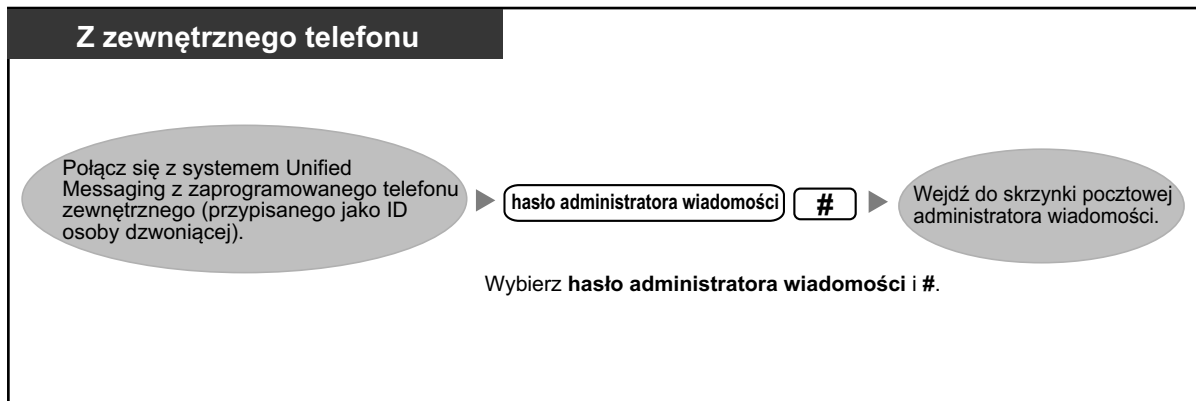 Z zewnętrznego telefonu
Połącz się z systemem Unified
Messaging z zaprogramowanego telefonu
zewnętrznego (przypisanego jako ID
osoby dzwoniącej).
hasło administratora wiadomości #
Wejdź do skrzynki pocztowej
administratora wiadomości.
Wybierz hasło administratora wiadomości i #.